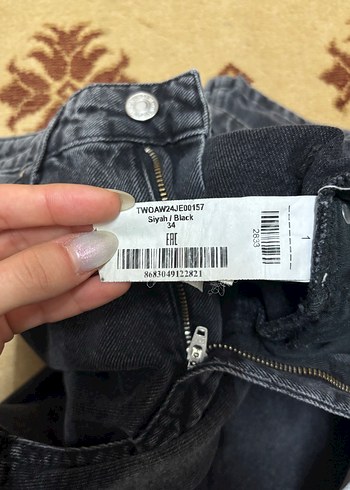 TWOAW24JE00157
Siyah / Black
34
EAC
8683049122821
2833
1